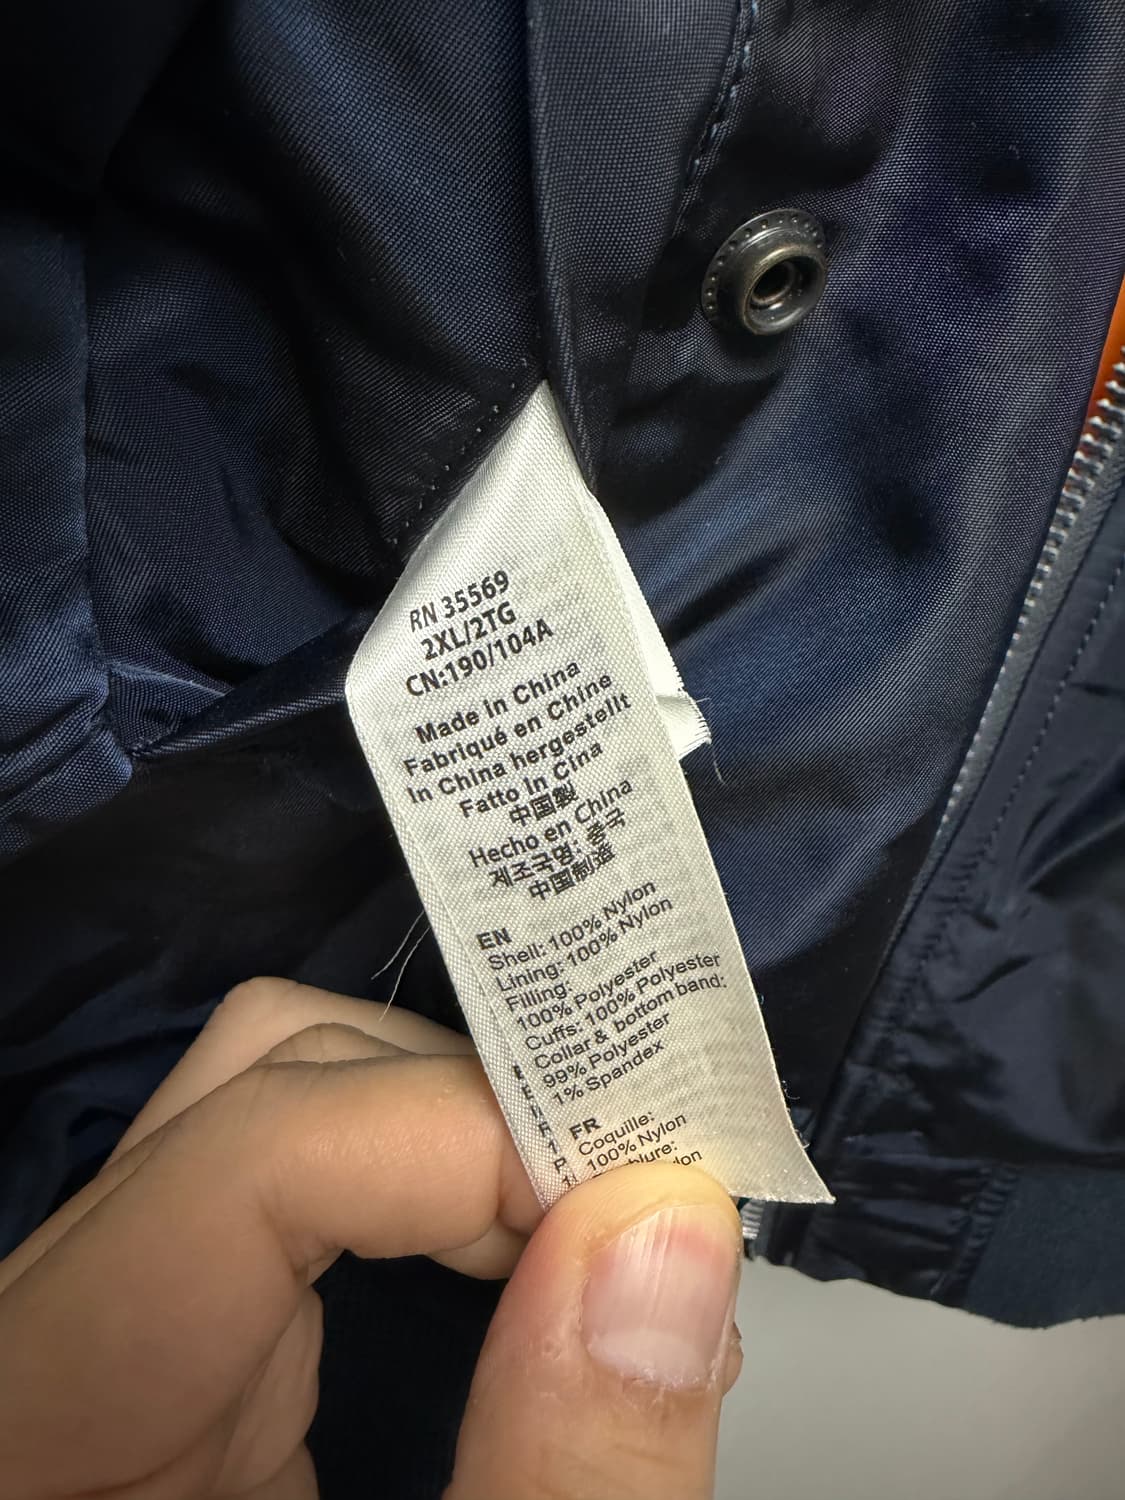 RN 35569
2XL/2TG
CN:190/104A
Made in China
Fabriqué en Chine
In China hergestellt
Fatto in Cina
中国製
Hecho en China
제조국명: 중국
中国制造
EN
Shell: 100% Nylon
Lining: 100% Nylon
Filling:
100% Polyester
Cuffs: 100% Polyester
Collar & bottom band:
99% Polyester
1% Spandex
FR
Coquille:
100% Nylon